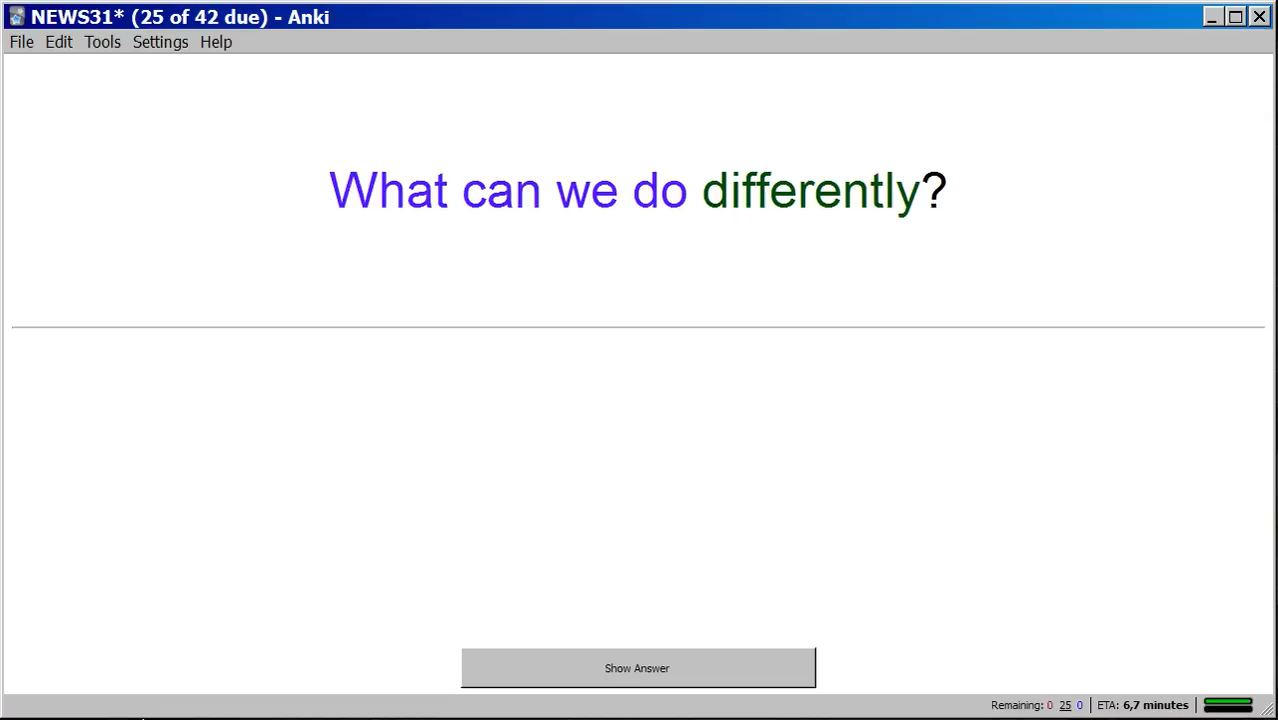 NEWS31* (25 of 42 due) - Anki
File Edit Tools Settings Help
What can we do differently?
Show Answer
Remaining: 0 25 0 ETA: 6,7 minutes